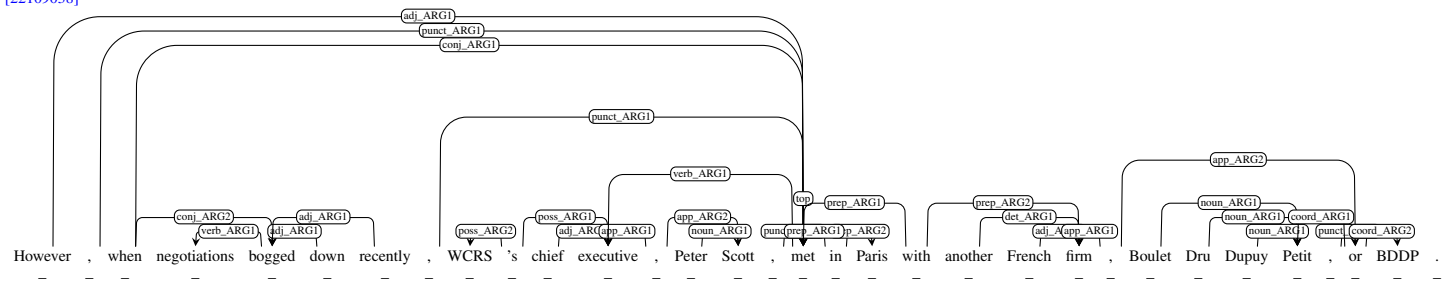 [22109058]
adj_ARG1
punct_ARG1
conj_ARG1
punct_ARG1
app_ARG2
verb_ARG1
top
prep_ARG1 prep_ARG2 noun_ARG1
conj_ARG2 adj_ARG1 poss_ARG1 app_ARG2 det_ARG1 noun_ARG1 coord_ARG1
verb_ARG1 adj_ARG1 poss_ARG2 app_ARG1 noun_ARG1 prep_ARG1 app_ARG1 noun_ARG1 coord_ARG2
However , when negotiations bogged down recently , WCRS 's chief executive , Peter Scott , met in Paris with another French firm , Boulet Dru Dupuy Petit , or BDDP .